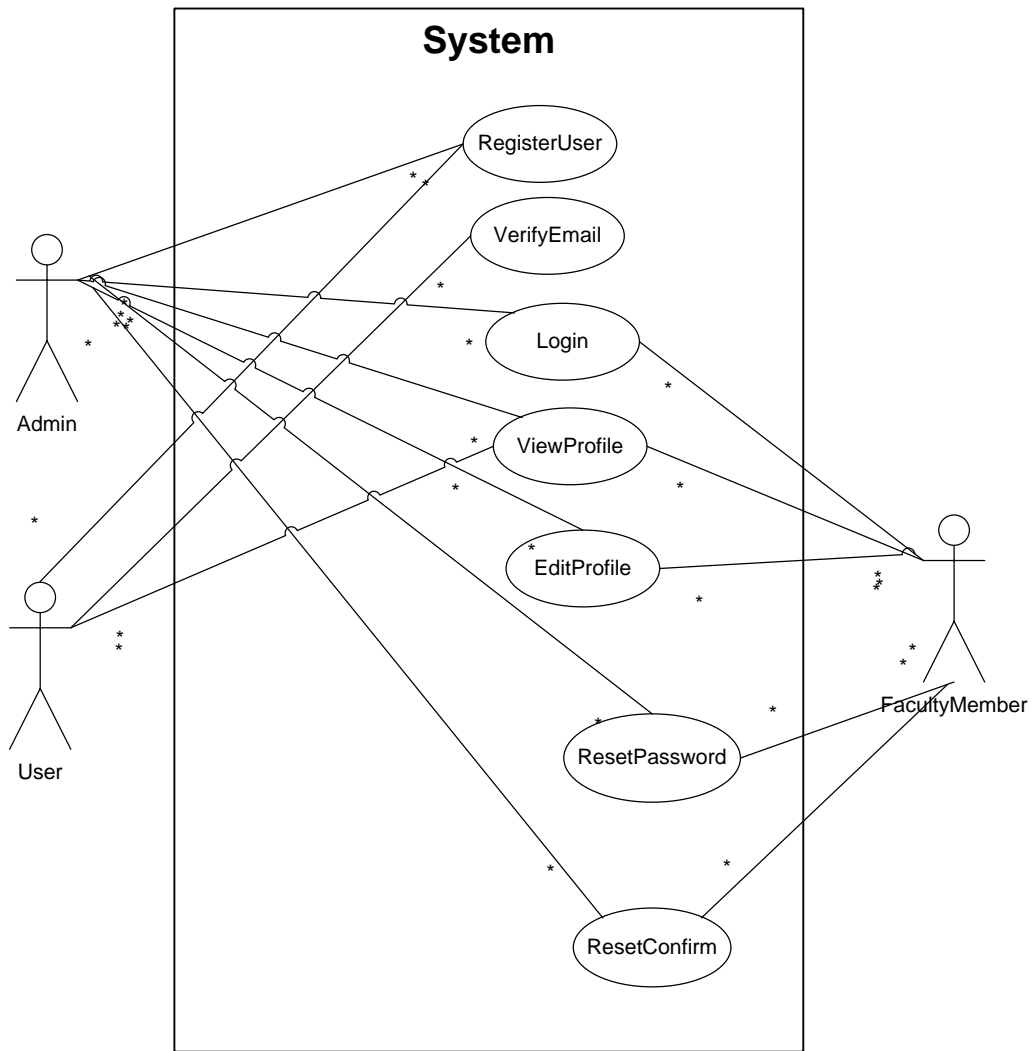 System
RegisterUser
*
*
VerifyEmail
*
*
*
*
*
*
*
*
Login
Admin
*
*
ViewProfile
*
*
*
*
EditProfile
*
*
*
*
*
*
*
*
*
FacultyMember
*
*
ResetPassword
User
*
*
ResetConfirm